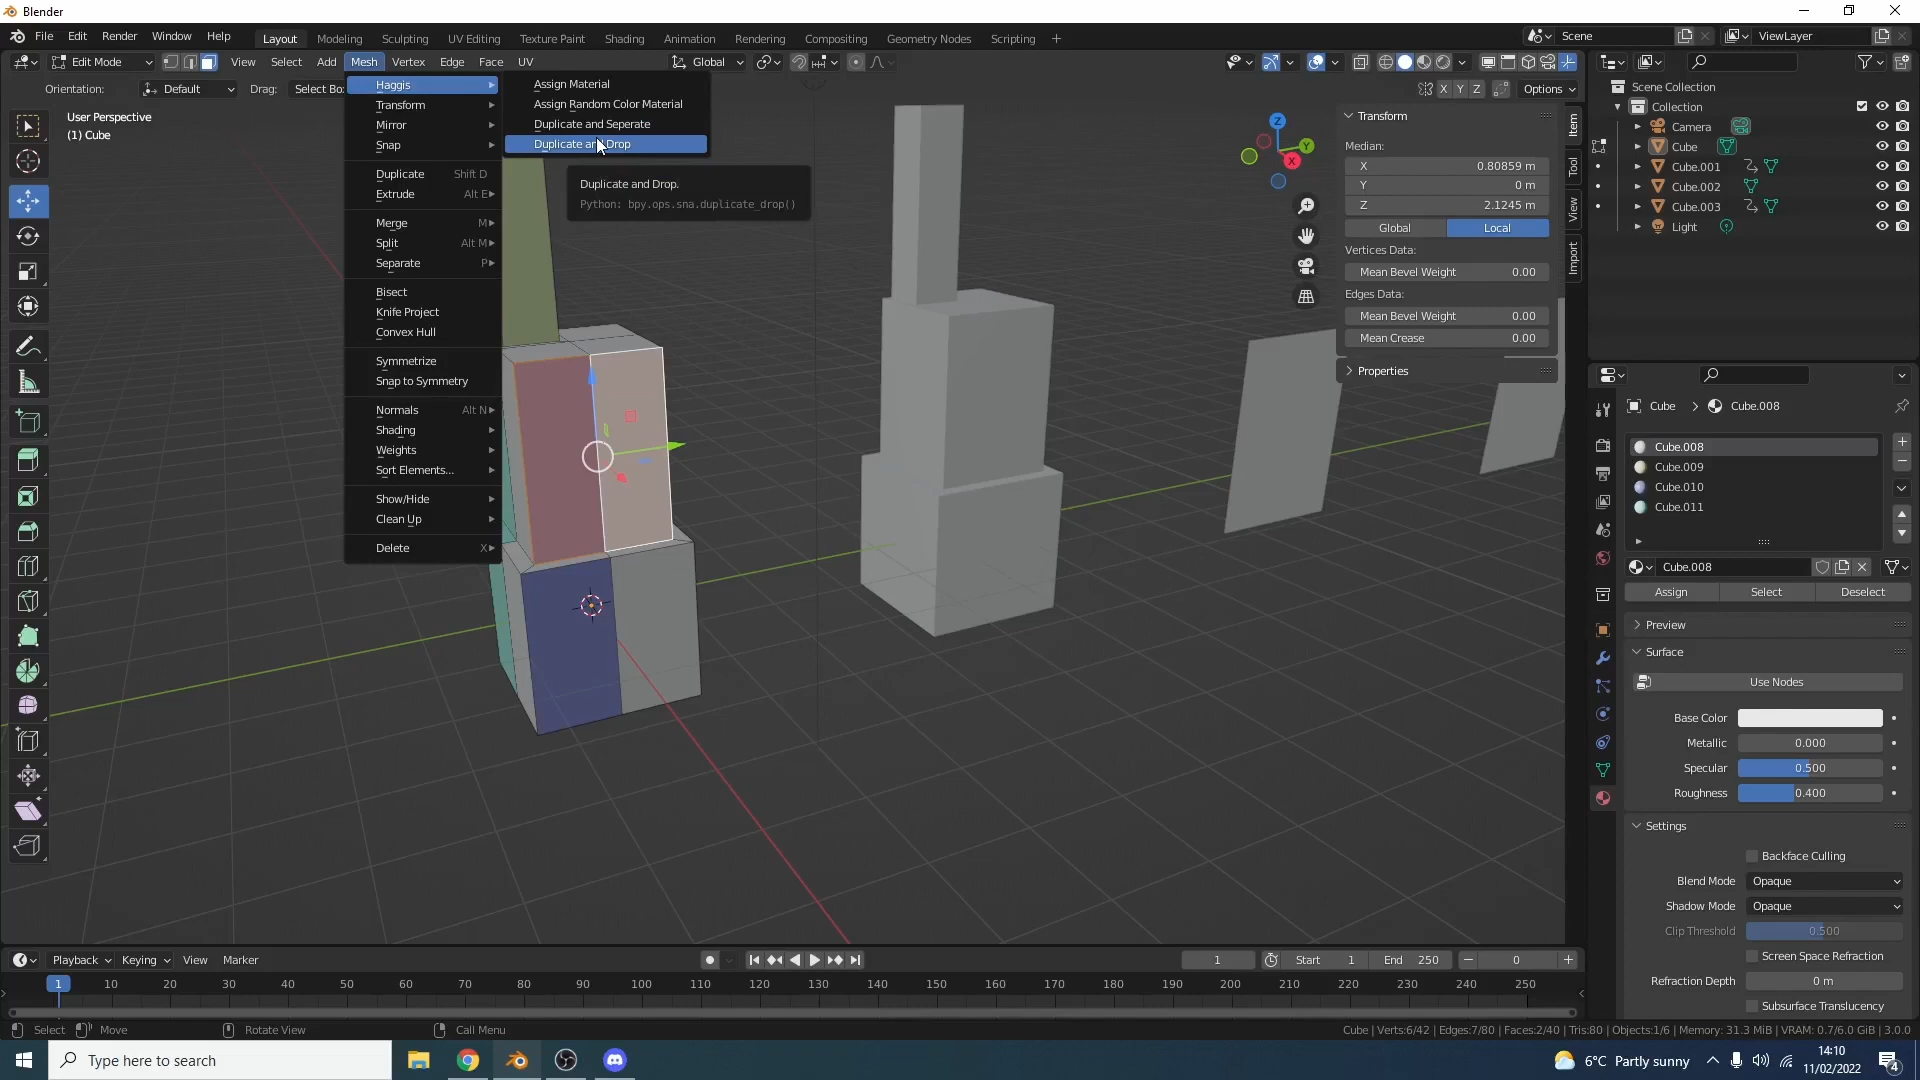 Blender
File Edit Render Window Help
Layout Modeling Sculpting UV Editing Texture Paint Shading Animation Rendering Compositing Geometry Nodes Scripting +
Scene
ViewLayer
Edit Mode
View Select Add Mesh Vertex Edge Face UV
Global
Orientation: Default Drag: Select Bo
X Y Z
Options
User Perspective
(1) Cube
Haggis
Transform
Mirror
Snap
Duplicate Shift D
Extrude Alt E
Merge M
Split Alt M
Separate P
Bisect
Knife Project
Convex Hull
Symmetrize
Snap to Symmetry
Normals Alt N
Shading
Weights
Sort Elements...
Show/Hide
Clean Up
Delete X
Assign Material
Assign Random Color Material
Duplicate and Seperate
Duplicate and Drop
Duplicate and Drop.
Python: bpy.ops.sna.duplicate_drop()
Z
Y
X
Transform
Median:
X 0.80859 m
Y 0 m
Z 2.1245 m
Global Local
Vertices Data:
Mean Bevel Weight 0.00
Edges Data:
Mean Bevel Weight 0.00
Mean Crease 0.00
Properties
Item
Tool
View
Import
Scene Collection
Collection
Camera
Cube
Cube.001
Cube.002
Cube.003
Light
Cube > Cube.008
Cube.008
Cube.009
Cube.010
Cube.011
Cube.008
Assign Select Deselect
Preview
Surface
Use Nodes
Base Color
Metallic 0.000
Specular 0.500
Roughness 0.400
Settings
Backface Culling
Blend Mode Opaque
Shadow Mode Opaque
Clip Threshold 0.500
Screen Space Refraction
Refraction Depth 0 m
Subsurface Translucency
Playback Keying View Marker
1
Start 1 End 250
0
1 10 20 30 40 50 60 70 80 90 100 110 120 130 140 150 160 170 180 190 200 210 220 230 240 250
Select Move Rotate View Call Menu
Cube | Verts:6/42 | Edges:7/80 | Faces:2/40 | Tris:80 | Objects:1/6 | Memory: 31.3 MiB | VRAM: 0.7/6.0 GiB | 3.0.0
Type here to search
6°C Partly sunny
14:10
11/02/2022
4